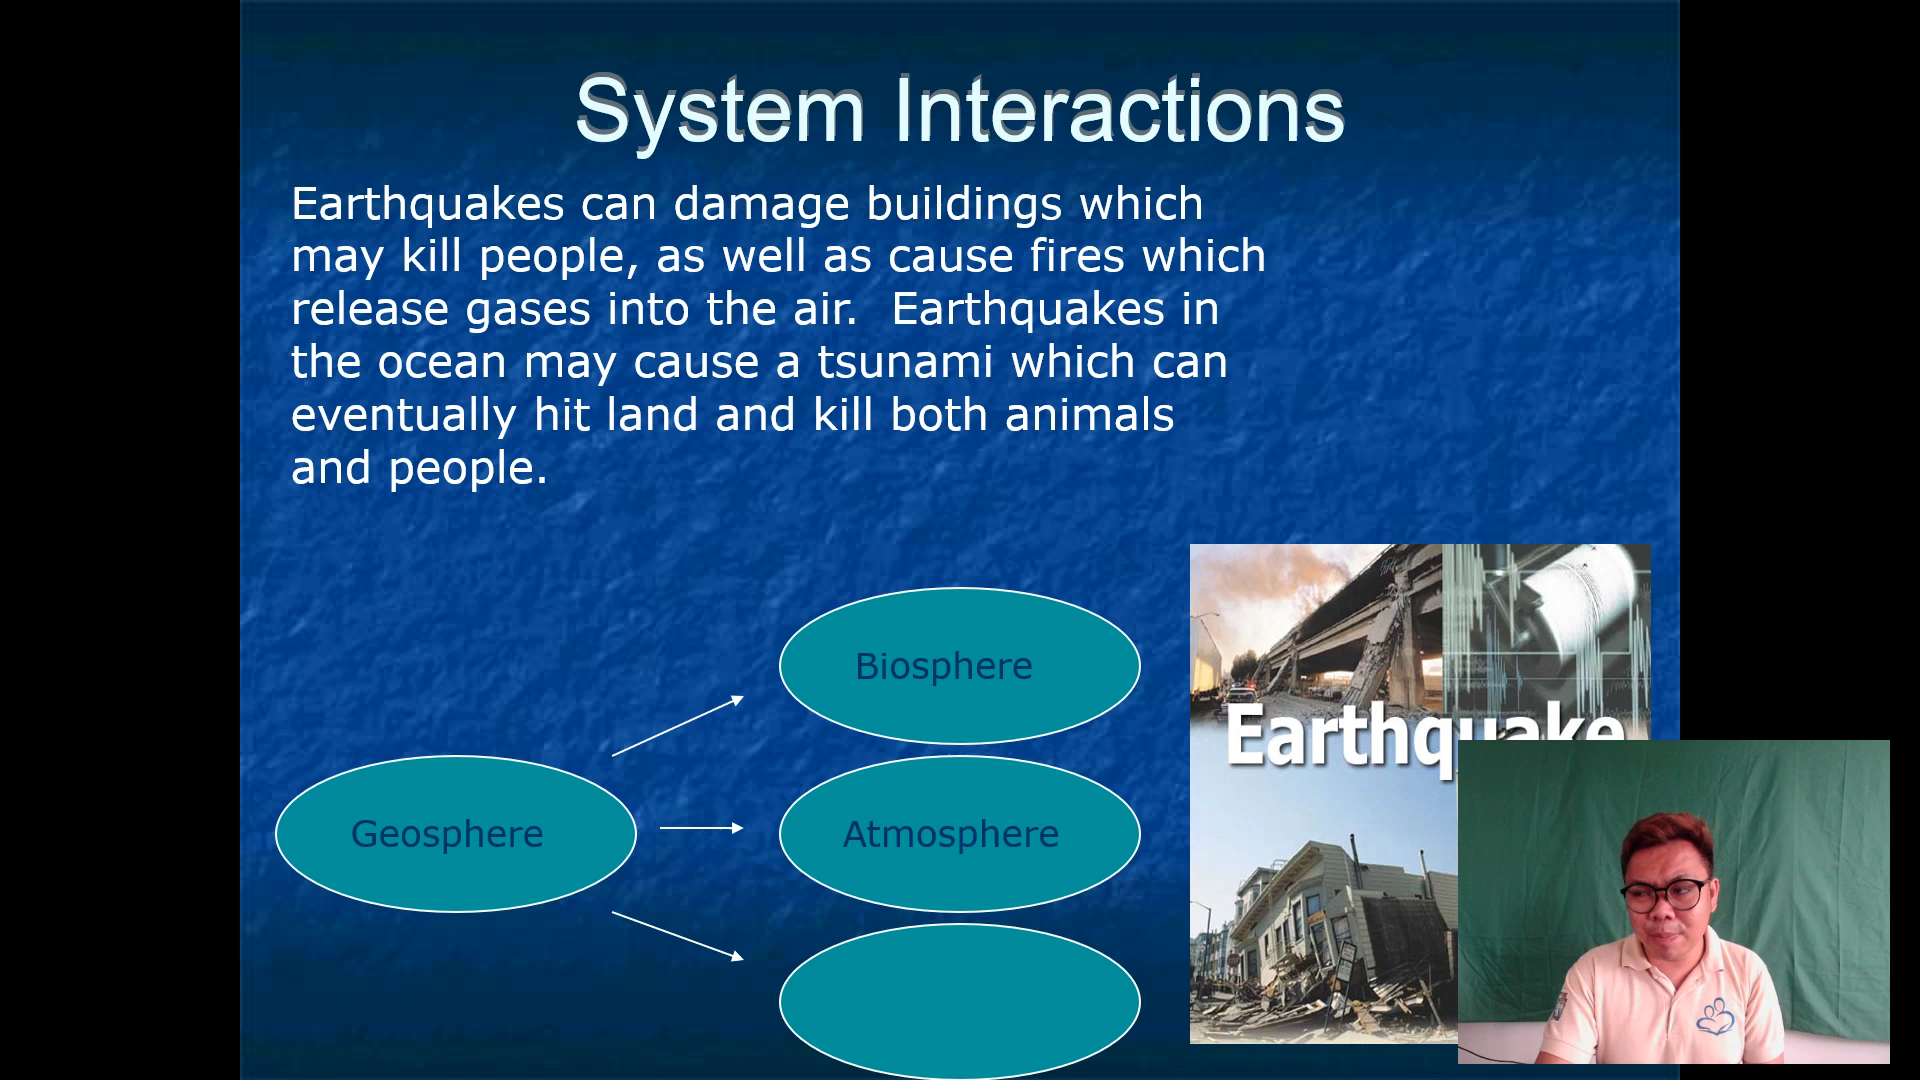 System Interactions
Earthquakes can damage buildings which
may kill people, as well as cause fires which
release gases into the air.  Earthquakes in
the ocean may cause a tsunami which can
eventually hit land and kill both animals
and people.
Biosphere
Geosphere
Atmosphere
Earthquake